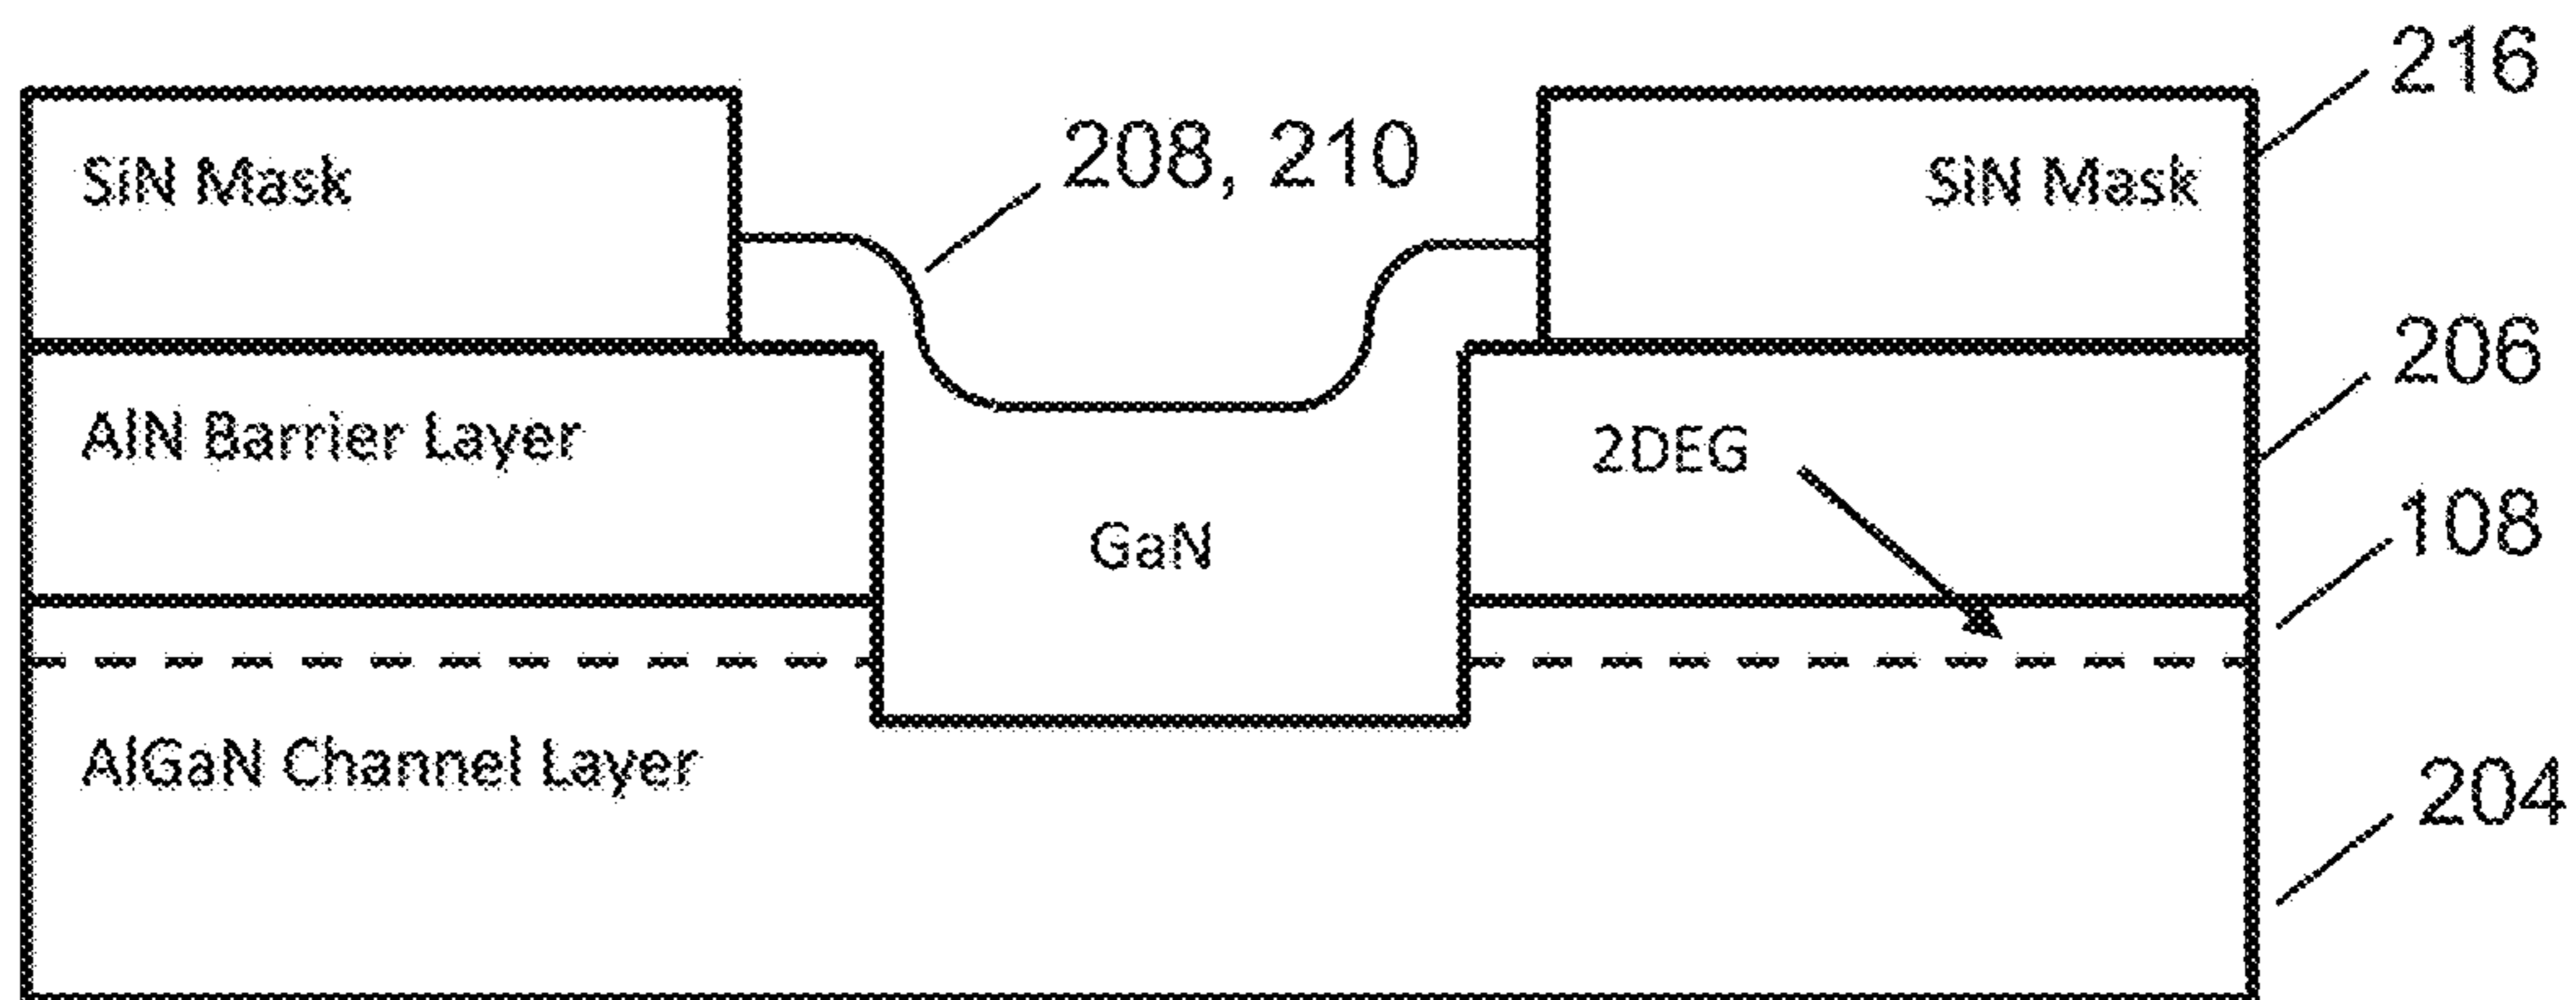 216
208, 210
SiN Mask
SiN Mask
206
AlN Barrier Layer
2DEG
108
GaN
AlGaN Channel Layer
204